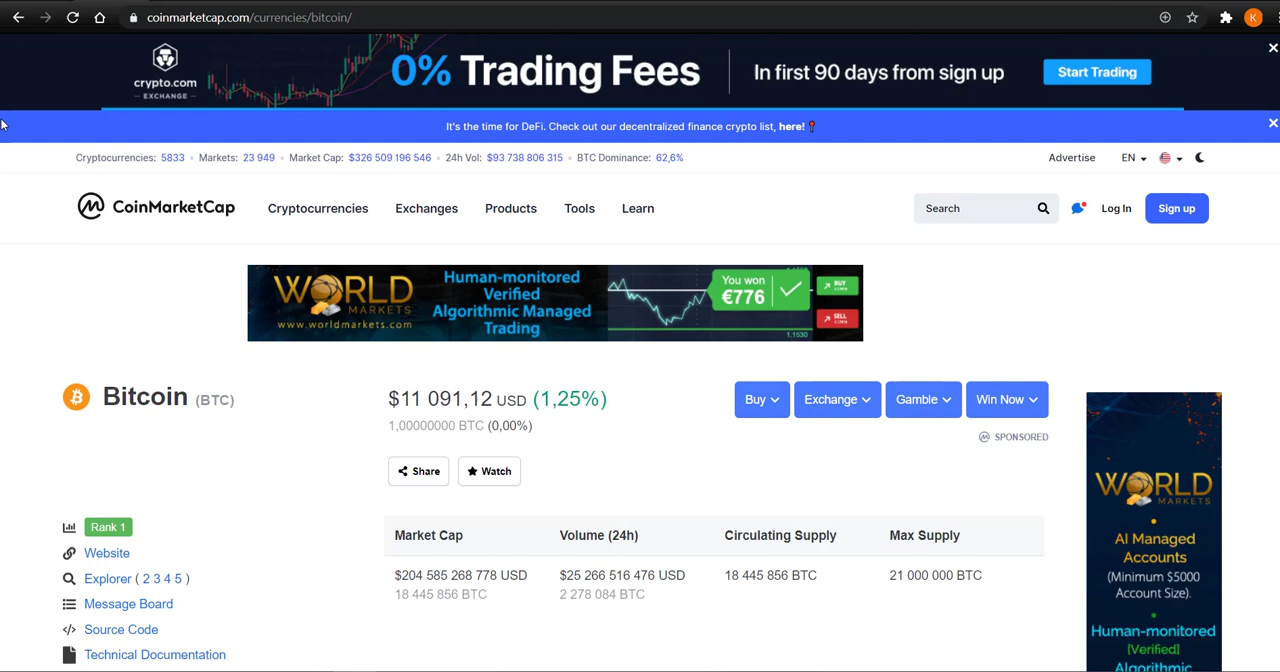 coinmarketcap.com/currencies/bitcoin/
K
crypto.com
EXCHANGE
0% Trading Fees
In first 90 days from sign up
Start Trading
It's the time for DeFi. Check out our decentralized finance crypto list, here!
Cryptocurrencies: 5833 • Markets: 23 949 • Market Cap: $326 509 196 546 • 24h Vol: $93 738 806 315 • BTC Dominance: 62,6%
Advertise
EN
CoinMarketCap
Cryptocurrencies
Exchanges
Products
Tools
Learn
Search
Log In
Sign up
WORLD
MARKETS
www.worldmarkets.com
Human-monitored
Verified
Algorithmic Managed
Trading
You won
€776
BUY
SELL
1.1530
Bitcoin (BTC)
$11 091,12 USD (1,25%)
1,00000000 BTC (0,00%)
Buy
Exchange
Gamble
Win Now
SPONSORED
Share
Watch
Rank 1
Website
Explorer ( 2 3 4 5 )
Message Board
Source Code
Technical Documentation
Market Cap
Volume (24h)
Circulating Supply
Max Supply
$204 585 268 778 USD
$25 266 516 476 USD
18 445 856 BTC
21 000 000 BTC
18 445 856 BTC
2 278 084 BTC
WORLD
MARKETS
AI Managed
Accounts
(Minimum $5000
Account Size).
Human-monitored
[Verified]
Algorithmic